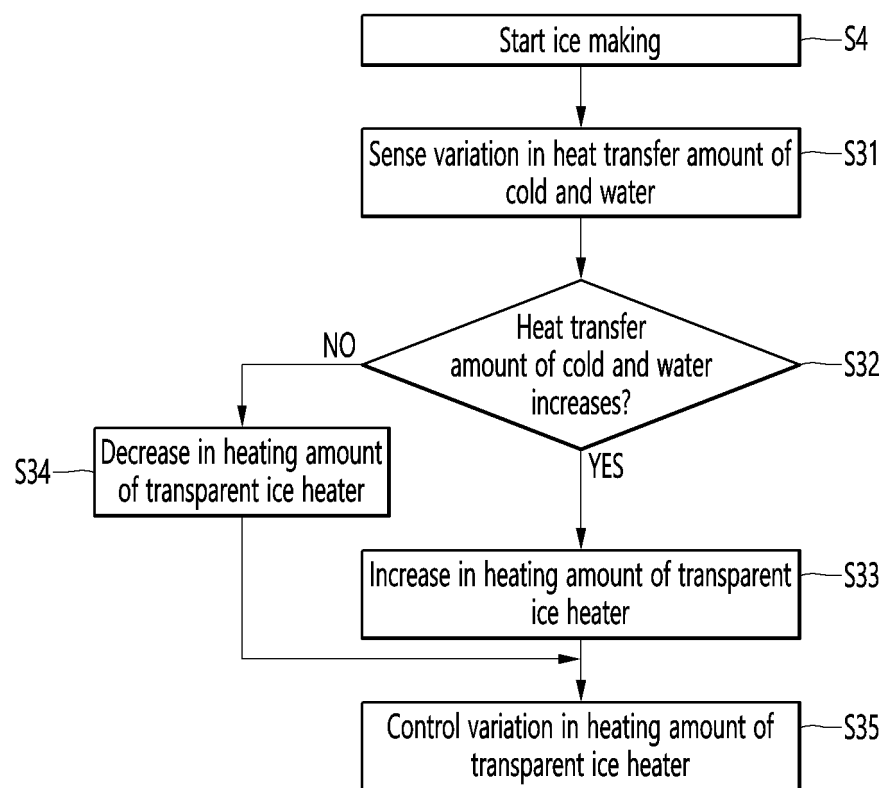 Start ice making
S4
Sense variation in heat transfer amount of
cold and water
S31
Heat transfer
amount of cold and water
increases?
S32
NO
YES
Decrease in heating amount
of transparent ice heater
S34
Increase in heating amount of transparent
ice heater
S33
Control variation in heating amount of
transparent ice heater
S35